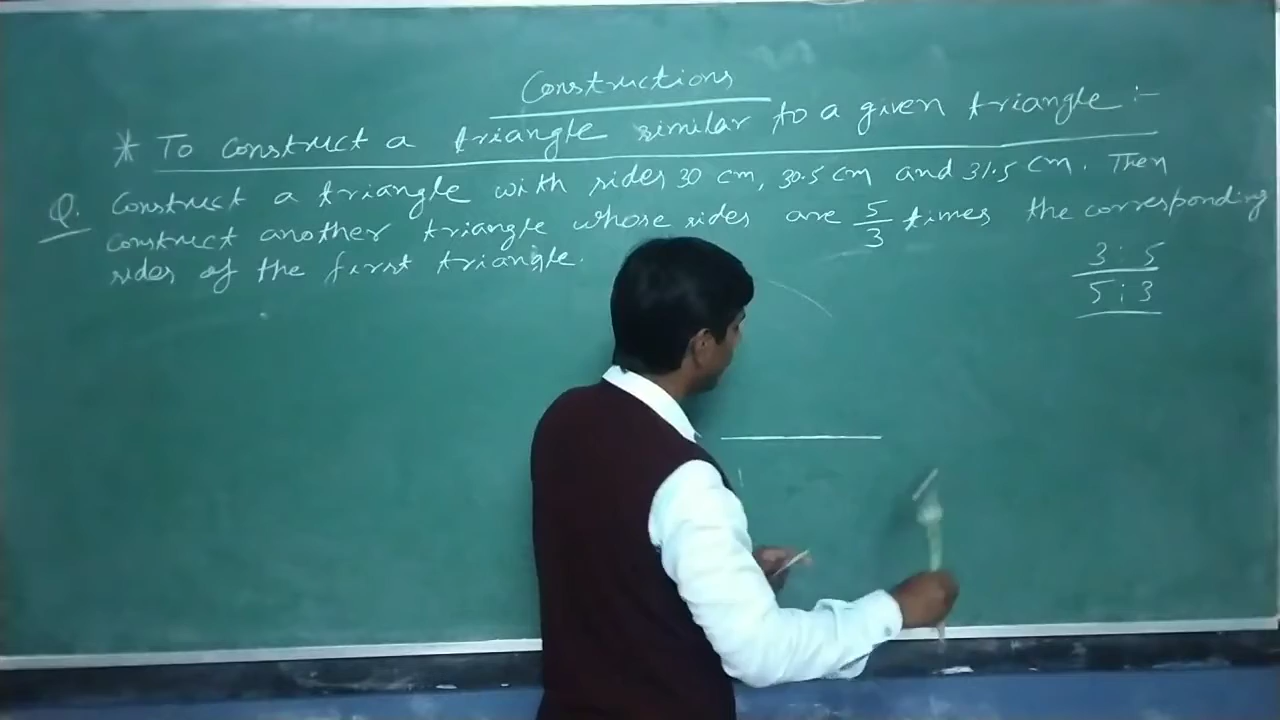 Constructions
* To construct a triangle similar to a given triangle :-
Q. Construct a triangle with sides 30 cm, 30.5 cm and 31.5 cm. Then
construct another triangle whose sides are 5/3 times the corresponding
sides of the first triangle.
3 : 5
5 : 3